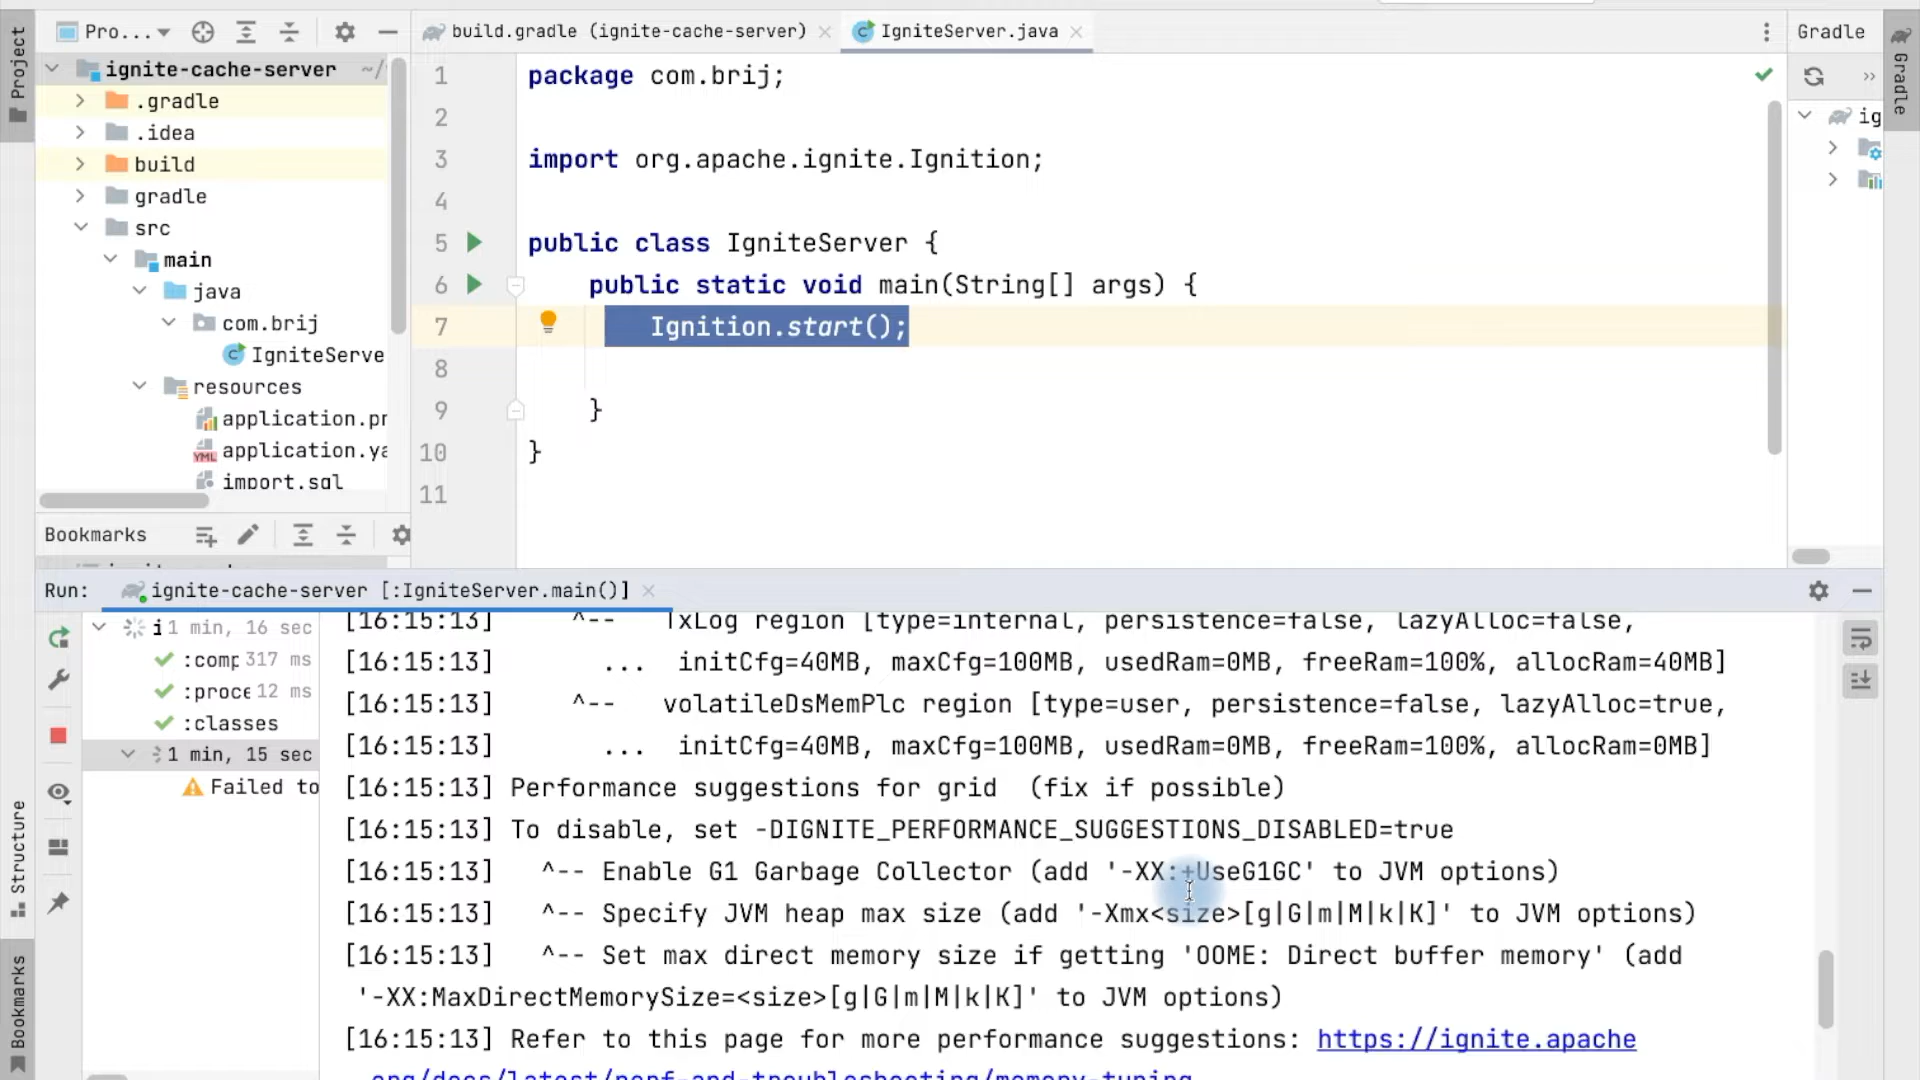 Project
Pro...
ignite-cache-server ~/
.gradle
.idea
build
gradle
src
main
java
com.brij
IgniteServe
resources
application.pr
application.ya
YML
import.sql
Bookmarks
build.gradle (ignite-cache-server)
IgniteServer.java
1 package com.brij;
2
3 import org.apache.ignite.Ignition;
4
5 public class IgniteServer {
6 public static void main(String[] args) {
7 Ignition.start();
8
9 }
10 }
11
Gradle
ig
Gradle
Run: ignite-cache-server [:IgniteServer.main()]
i 1 min, 16 sec
:comp 317 ms
:proce 12 ms
:classes
1 min, 15 sec
Failed to
[16:15:13] ^-- TxLog region [type=internal, persistence=false, lazyAlloc=false,
[16:15:13] ... initCfg=40MB, maxCfg=100MB, usedRam=0MB, freeRam=100%, allocRam=40MB]
[16:15:13] ^-- volatileDsMemPlc region [type=user, persistence=false, lazyAlloc=true,
[16:15:13] ... initCfg=40MB, maxCfg=100MB, usedRam=0MB, freeRam=100%, allocRam=0MB]
[16:15:13] Performance suggestions for grid (fix if possible)
[16:15:13] To disable, set -DIGNITE_PERFORMANCE_SUGGESTIONS_DISABLED=true
[16:15:13] ^-- Enable G1 Garbage Collector (add '-XX:+UseG1GC' to JVM options)
[16:15:13] ^-- Specify JVM heap max size (add '-Xmx<size>[g|G|m|M|k|K]' to JVM options)
[16:15:13] ^-- Set max direct memory size if getting 'OOME: Direct buffer memory' (add
'-XX:MaxDirectMemorySize=<size>[g|G|m|M|k|K]' to JVM options)
[16:15:13] Refer to this page for more performance suggestions: https://ignite.apache
.org/docs/latest/perf-and-troubleshooting/memory-tuning
Structure
Bookmarks